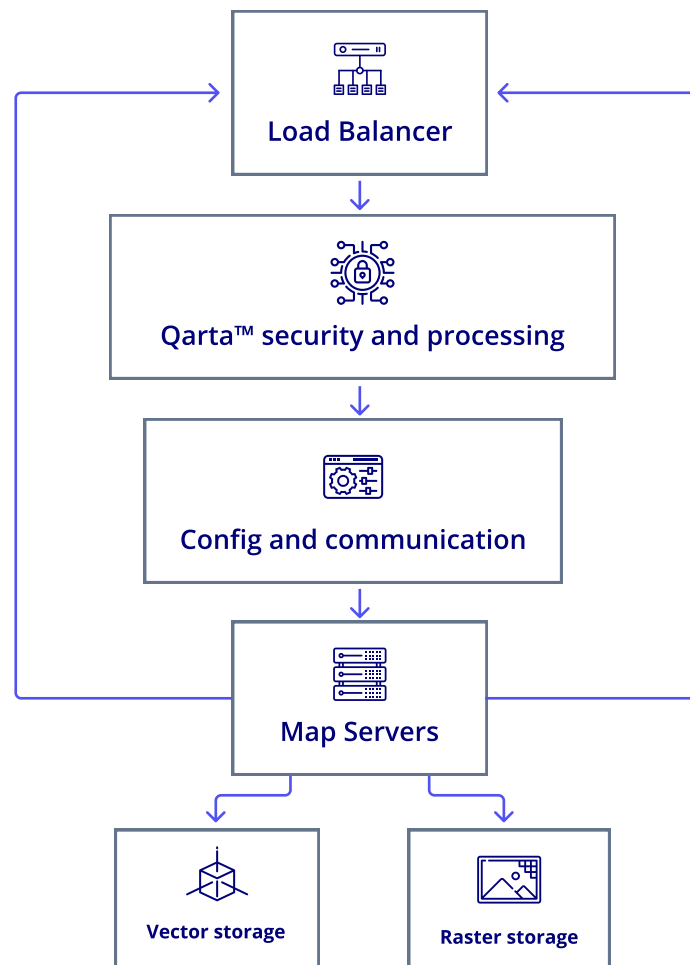 Load Balancer
Qarta™ security and processing
Config and communication
Map Servers
Vector storage
Raster storage